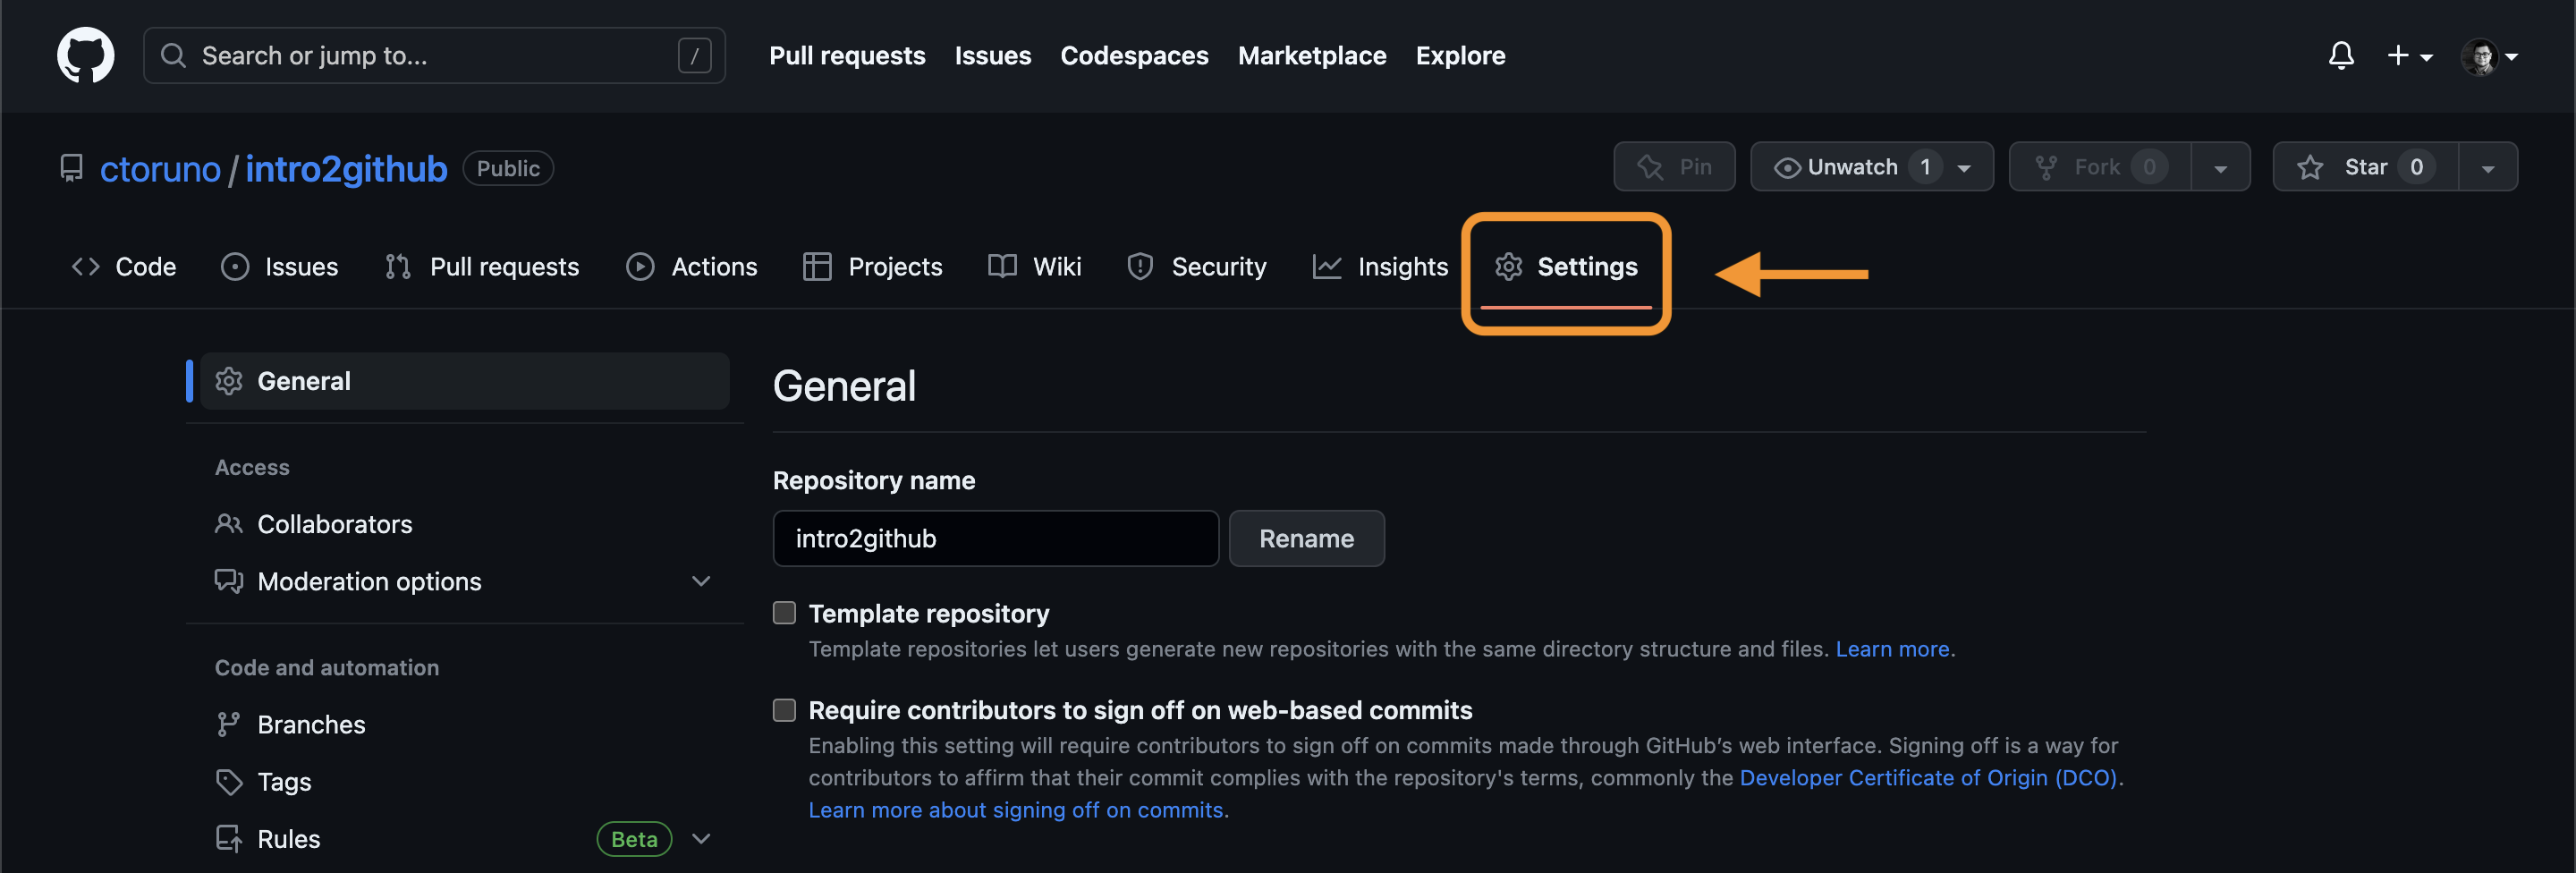 Search or jump to... / Pull requests Issues Codespaces Marketplace Explore
ctoruno / intro2github Public Pin Unwatch 1 Fork 0 Star 0
Code Issues Pull requests Actions Projects Wiki Security Insights Settings
General
General
Access
Repository name
Collaborators
intro2github Rename
Moderation options
Template repository
Template repositories let users generate new repositories with the same directory structure and files. Learn more.
Code and automation
Require contributors to sign off on web-based commits
Branches
Enabling this setting will require contributors to sign off on commits made through GitHub’s web interface. Signing off is a way for
contributors to affirm that their commit complies with the repository's terms, commonly the Developer Certificate of Origin (DCO).
Tags
Learn more about signing off on commits.
Rules Beta